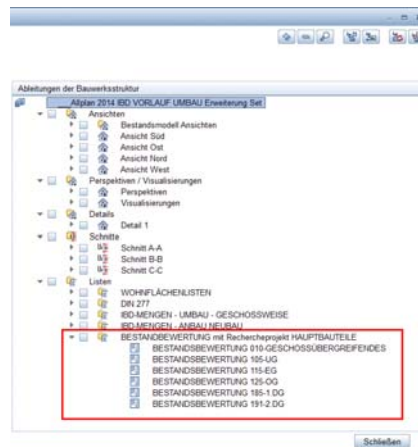 Ableitungen der Bauwerksstruktur
Allplan 2014 IBD VORLAUF UMBAU Erweiterung Set
Ansichten
Bestandsmodell Ansichten
Ansicht Süd
Ansicht Ost
Ansicht Nord
Ansicht West
Perspektiven / Visualisierungen
Perspektiven
Visualisierungen
Details
Detail 1
Schnitte
Schnitt A-A
Schnitt B-B
Schnitt C-C
Listen
WOHNFLÄCHENLISTEN
DIN 277
IBD-MENGEN - UMBAU - GESCHOSSWEISE
IBD-MENGEN - ANBAU NEUBAU
BESTANDBEWERTUNG mit Rechercheprojekt HAUPTBAUTEILE
BESTANDSBEWERTUNG 010-GESCHOSSÜBERGREIFENDES
BESTANDSBEWERTUNG 105-UG
BESTANDSBEWERTUNG 115-EG
BESTANDSBEWERTUNG 125-OG
BESTANDSBEWERTUNG 185-1.DG
BESTANDSBEWERTUNG 191-2.DG
Schließen